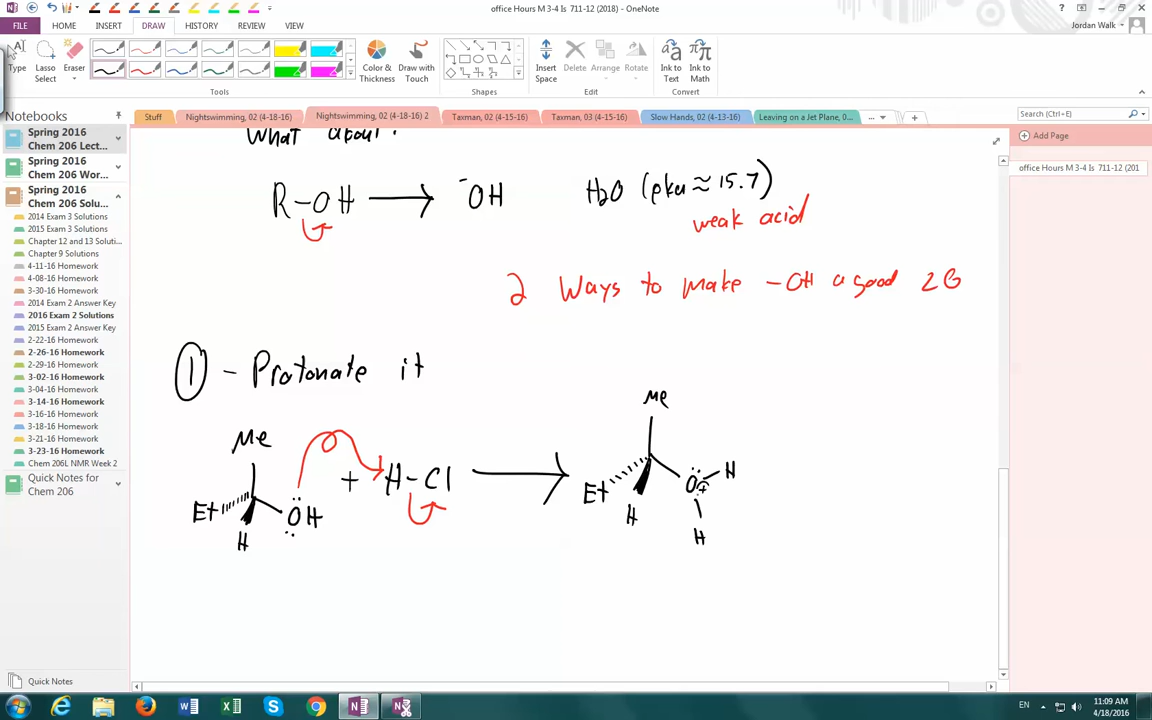 office Hours M 3-4 Is 711-12 (2018) - OneNote
Jordan Walk
FILE HOME INSERT DRAW HISTORY REVIEW VIEW
Type Lasso Select Eraser Color & Thickness Draw with Touch Insert Space Delete Arrange Rotate Ink to Text Ink to Math
Tools Shapes Edit Convert
Notebooks
Stuff Nightswimming, 02 (4-18-16) Nightswimming, 02 (4-18-16) 2 Taxman, 02 (4-15-16) Taxman, 03 (4-15-16) Slow Hands, 02 (4-13-16) Leaving on a Jet Plane, 0... ...
Search (Ctrl+E)
Add Page
office Hours M 3-4 Is 711-12 (201
Spring 2016
Chem 206 Lect...
Spring 2016
Chem 206 Wor...
Spring 2016
Chem 206 Solu...
2014 Exam 3 Solutions
2015 Exam 3 Solutions
Chapter 12 and 13 Soluti...
Chapter 9 Solutions
4-11-16 Homework
4-08-16 Homework
3-30-16 Homework
2014 Exam 2 Answer Key
2016 Exam 2 Solutions
2015 Exam 2 Answer Key
2-22-16 Homework
2-26-16 Homework
2-29-16 Homework
3-02-16 Homework
3-04-16 Homework
3-14-16 Homework
3-16-16 Homework
3-18-16 Homework
3-21-16 Homework
3-23-16 Homework
Chem 206L NMR Week 2
Quick Notes for
Chem 206
Quick Notes
What about?
R-OH → ⁻OH H2O (pka ≈ 15.7)
weak acid
2 Ways to make -OH a good LG
① - Protonate it
Me Me
Et H ÖH + H-Cl → Et H O⊕ H H
EN 11:09 AM
4/18/2016